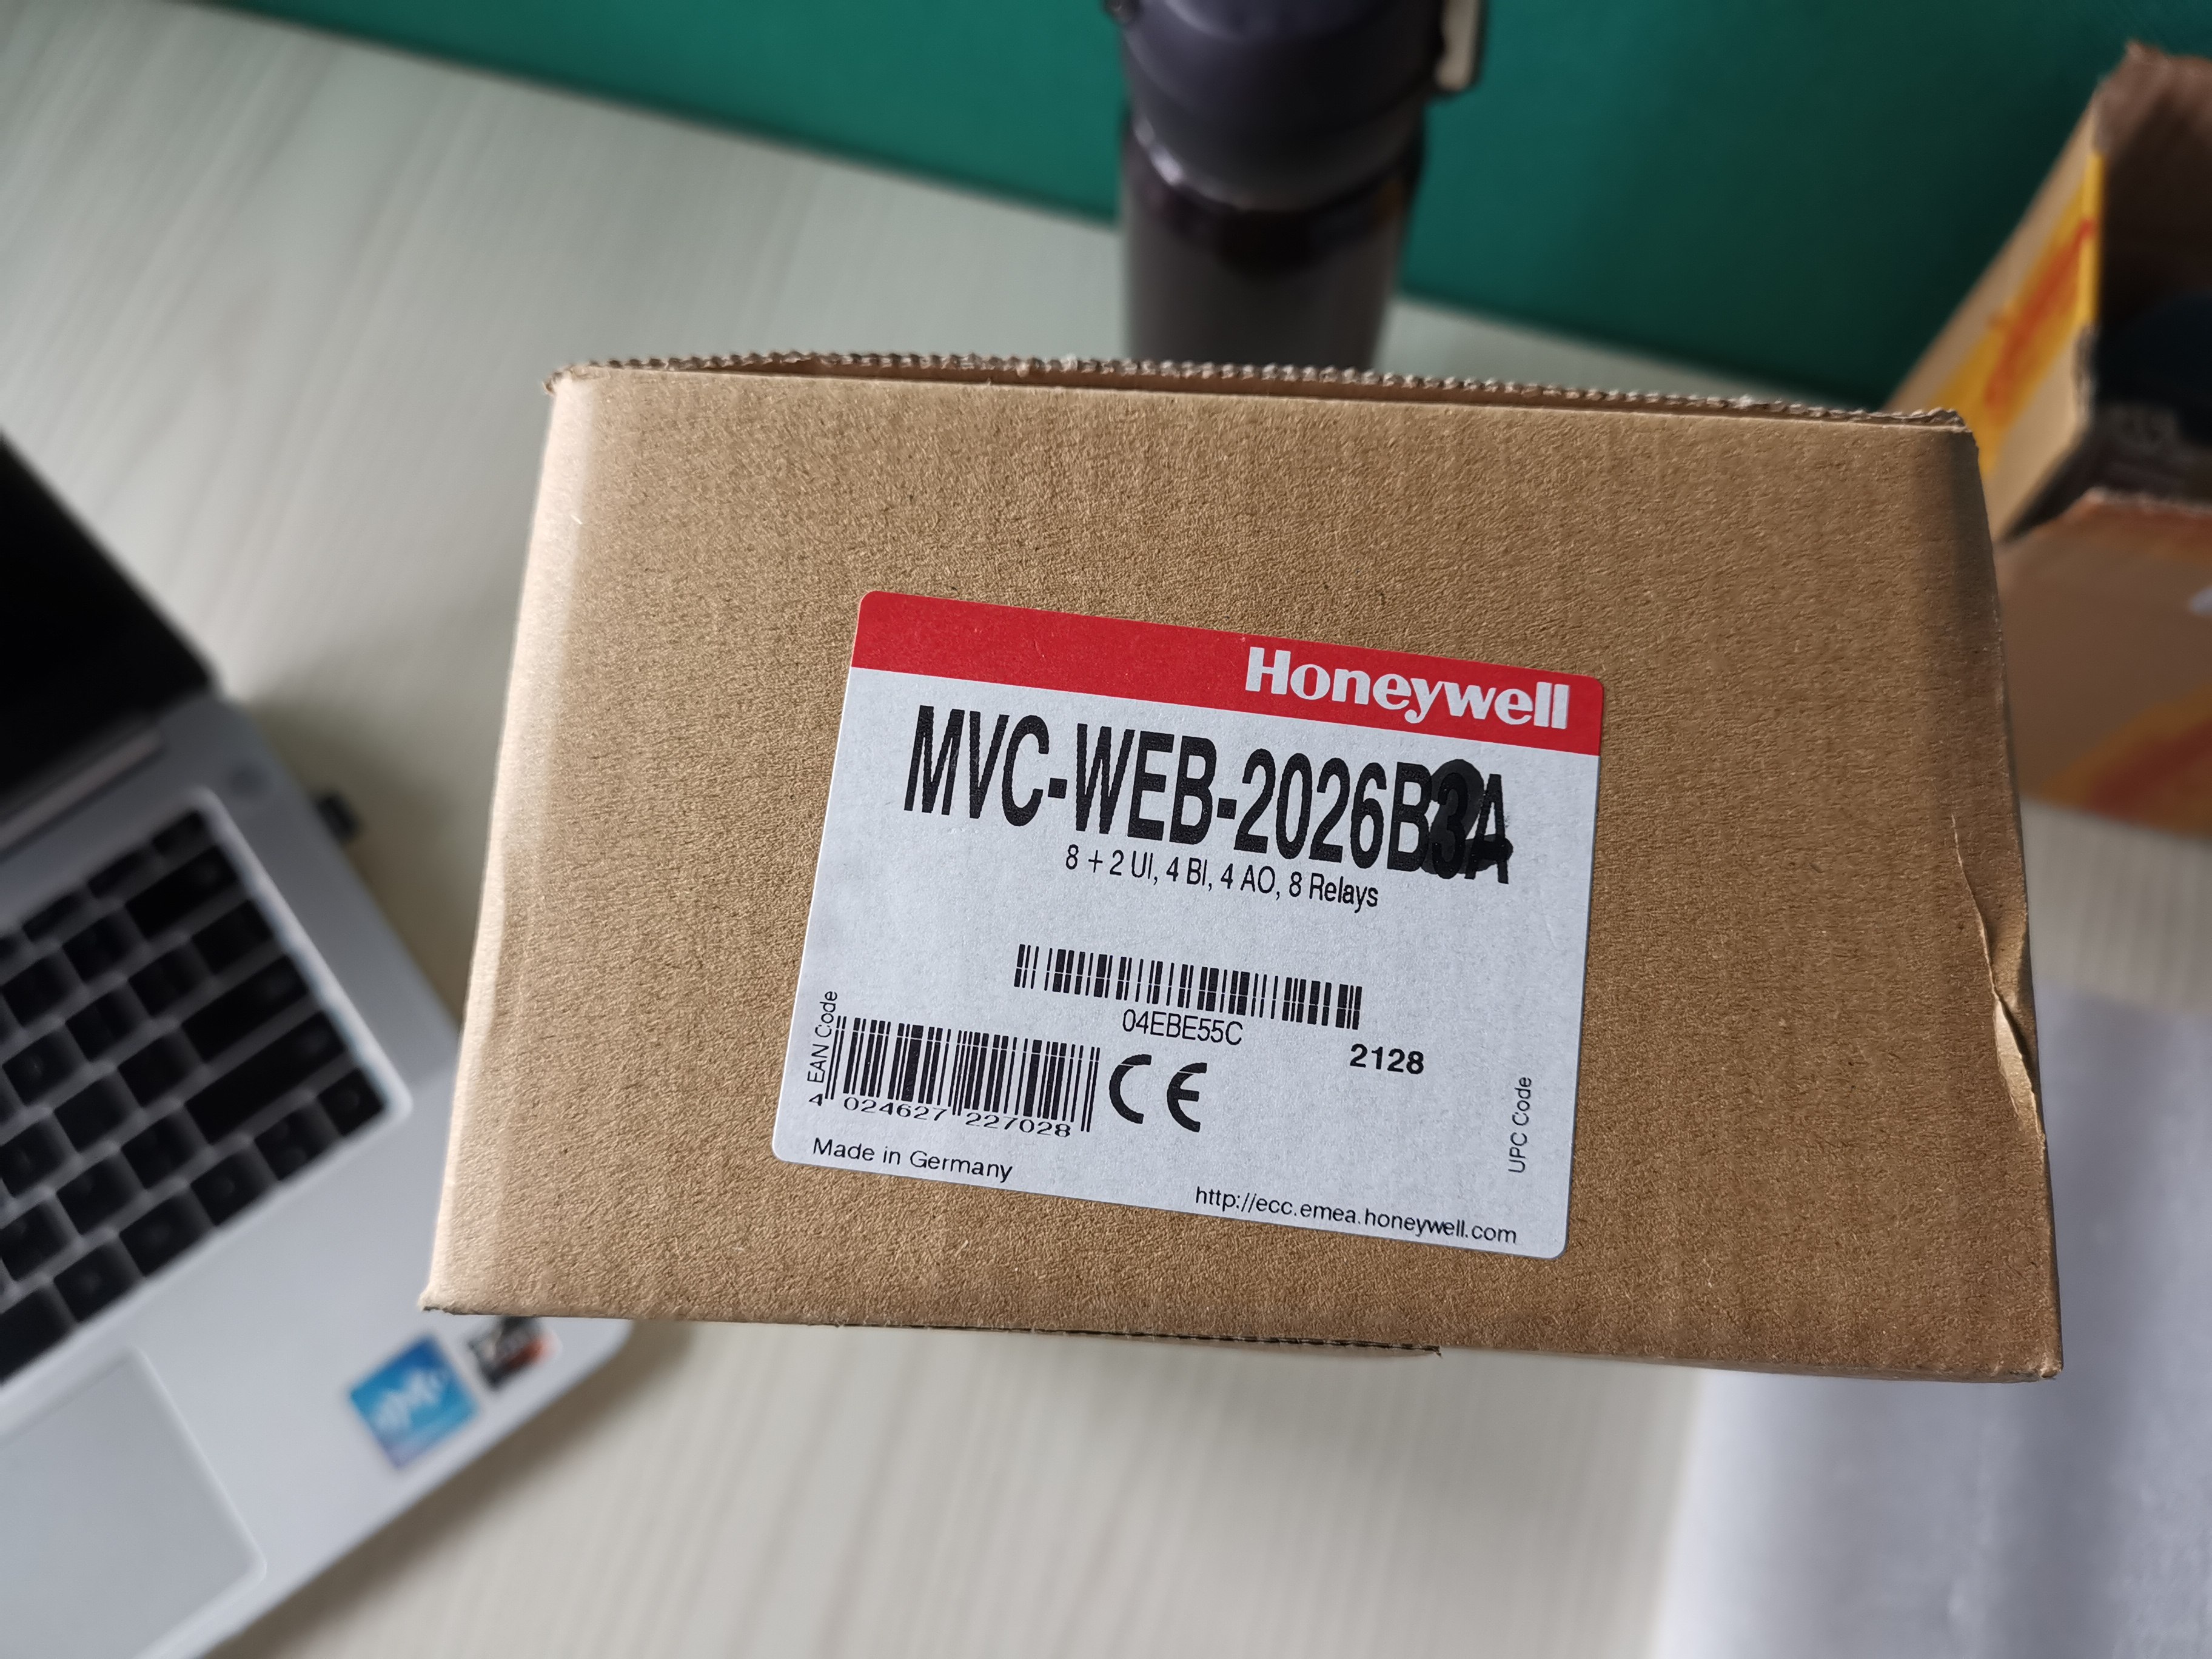 Honeywell
MVC-WEB-2026B3A
8 + 2 UI, 4 BI, 4 AO, 8 Relays
04EBE55C
2128
EAN Code
4 024627 227028
CE
UPC Code
Made in Germany
http://ecc.emea.honeywell.com